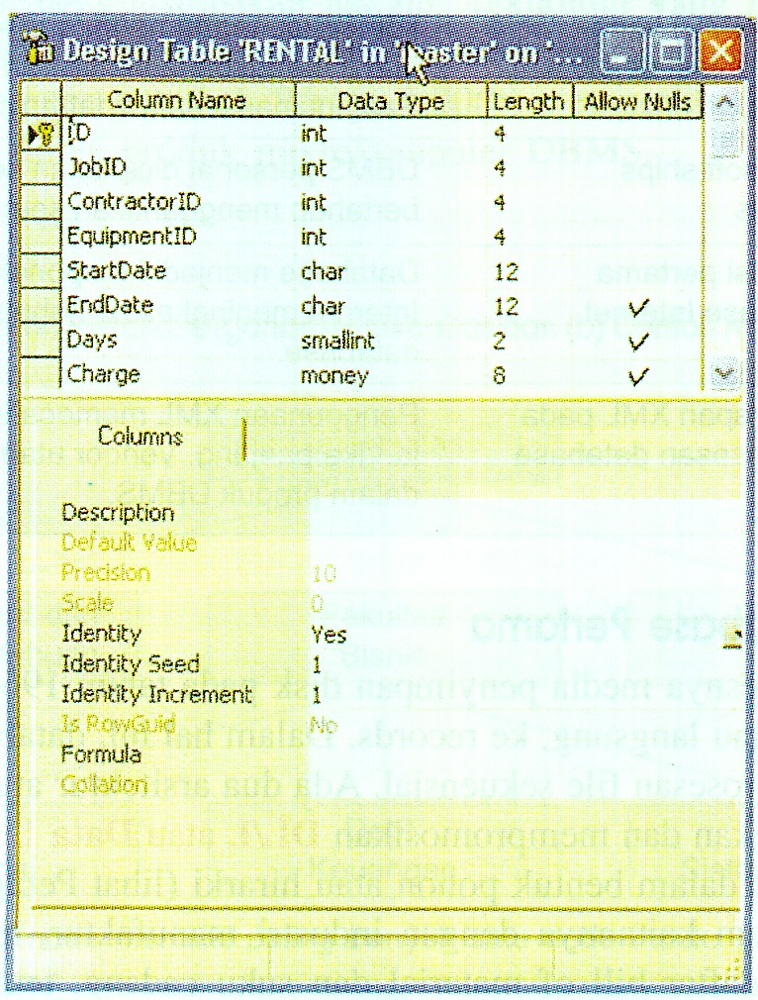 Design Table 'RENTAL' in 'master' on '...
Column Name Data Type Length Allow Nulls
ID int 4
JobID int 4
ContractorID int 4
EquipmentID int 4
StartDate char 12
EndDate char 12 ✓
Days smallint 2 ✓
Charge money 8 ✓
Columns
Description
Default Value
Precision 10
Scale 0
Identity Yes
Identity Seed 1
Identity Increment 1
Is RowGuid No
Formula
Collation